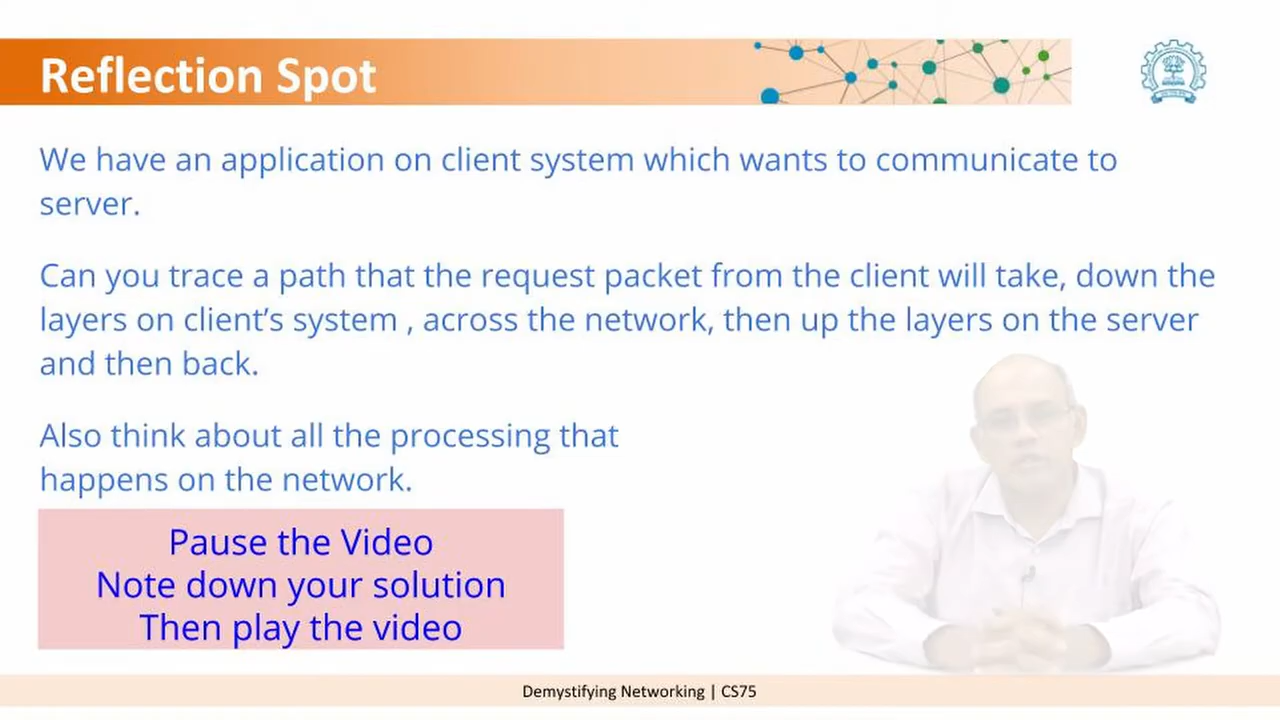 Reflection Spot
We have an application on client system which wants to communicate to
server.
Can you trace a path that the request packet from the client will take, down the
layers on client’s system , across the network, then up the layers on the server
and then back.
Also think about all the processing that
happens on the network.
Pause the Video
Note down your solution
Then play the video
Demystifying Networking | CS75